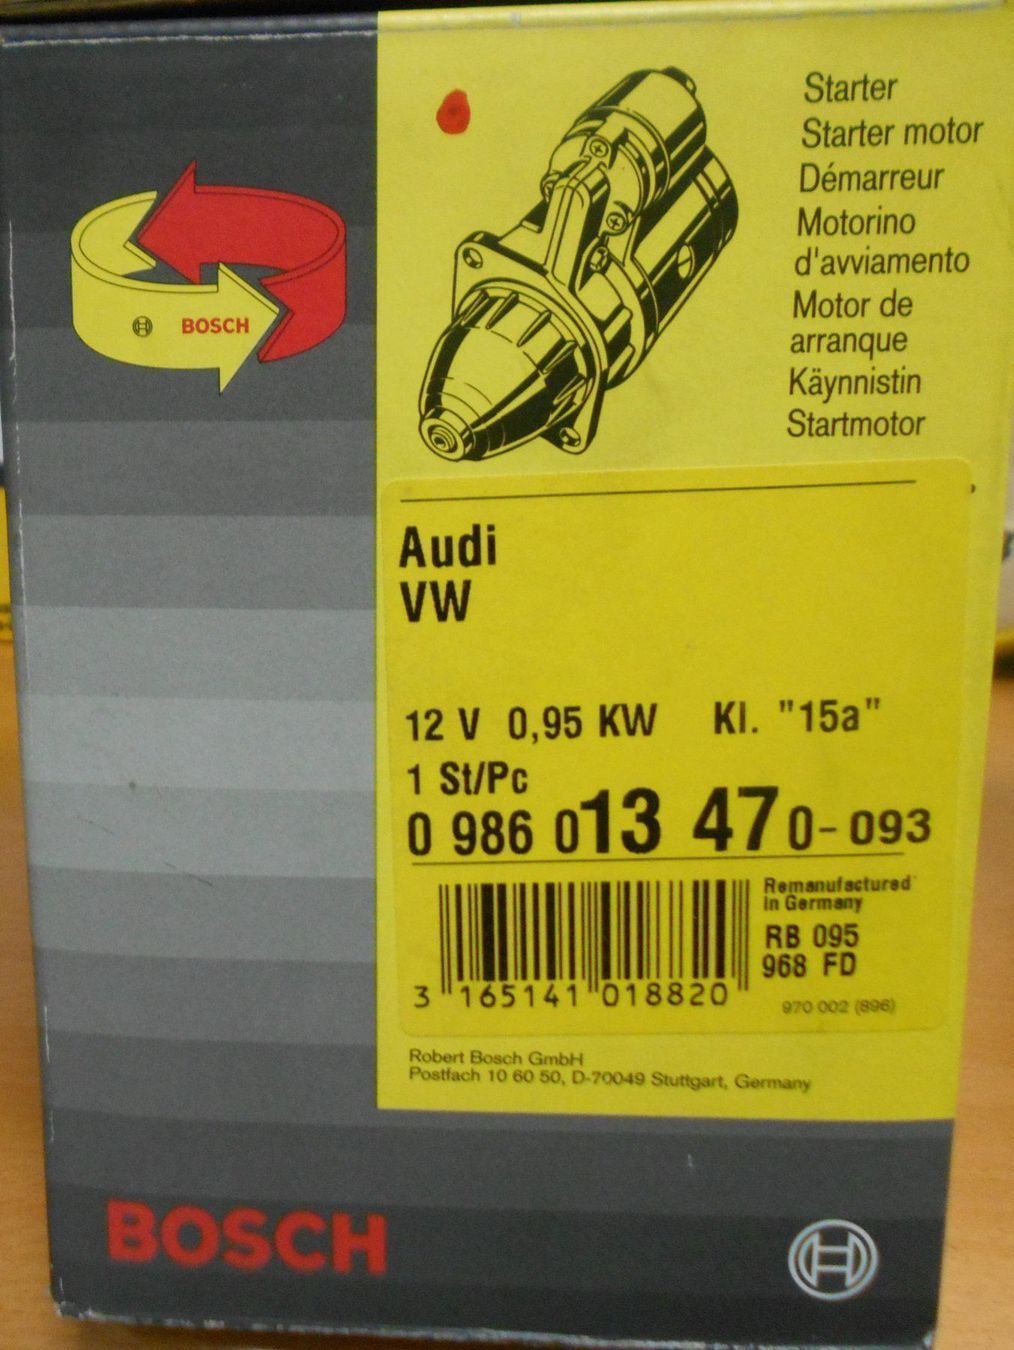 Starter
Starter motor
Démarreur
Motorino
d'avviamento
Motor de
arranque
Käynnistin
Startmotor
BOSCH
Audi
VW
12 V 0,95 KW Kl. "15a"
1 St/Pc
0 986 013 470-093
Remanufactured
in Germany
RB 095
968 FD
3 165141 018820
970 002 (896)
Robert Bosch GmbH
Postfach 10 60 50, D-70049 Stuttgart, Germany
BOSCH